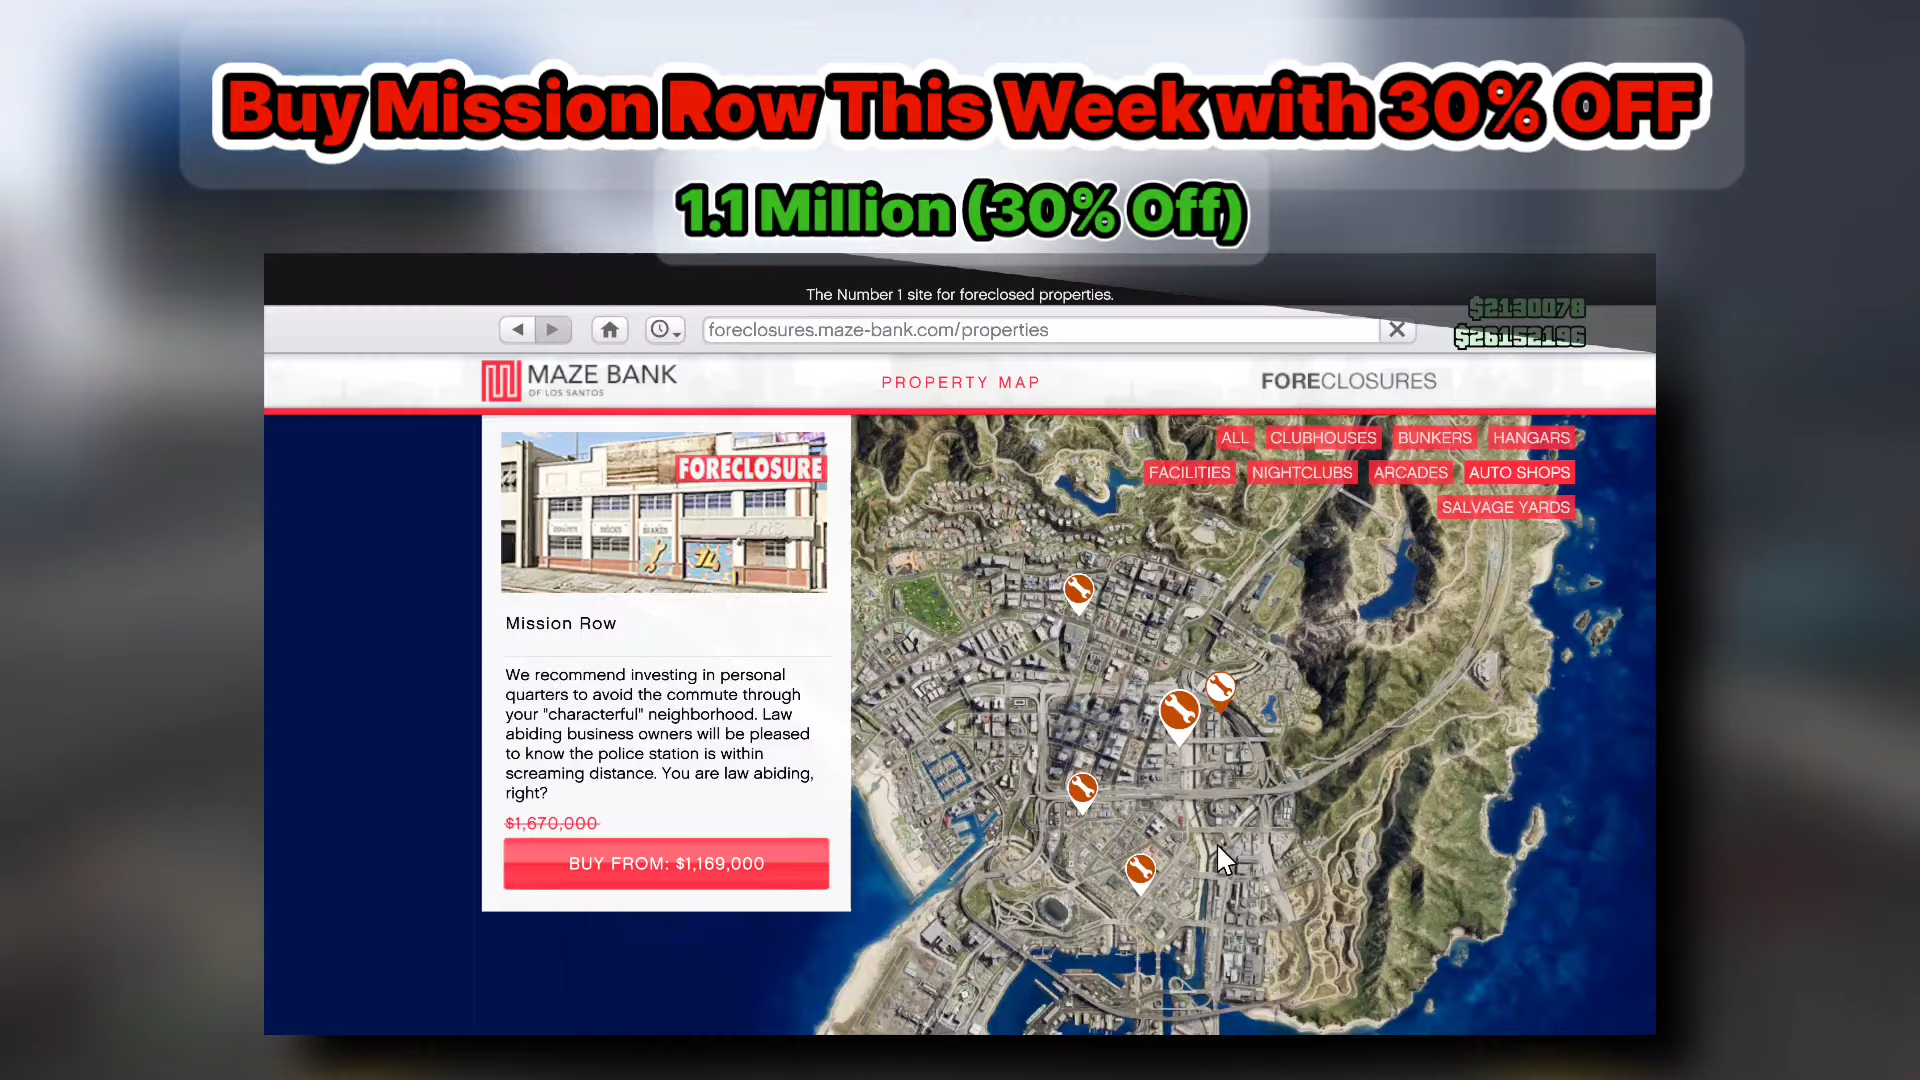 Buy Mission Row This Week with 30% OFF
1.1 Million (30% Off)
The Number 1 site for foreclosed properties.
$2130078
foreclosures.maze-bank.com/properties
$28152196
MAZE BANK
OF LOS SANTOS
PROPERTY MAP
FORECLOSURES
FORECLOSURE
ALL CLUBHOUSES BUNKERS HANGARS
FACILITIES NIGHTCLUBS ARCADES AUTO SHOPS
SALVAGE YARDS
Mission Row
We recommend investing in personal
quarters to avoid the commute through
your "characterful" neighborhood. Law
abiding business owners will be pleased
to know the police station is within
screaming distance. You are law abiding,
right?
$1,670,000
BUY FROM: $1,169,000